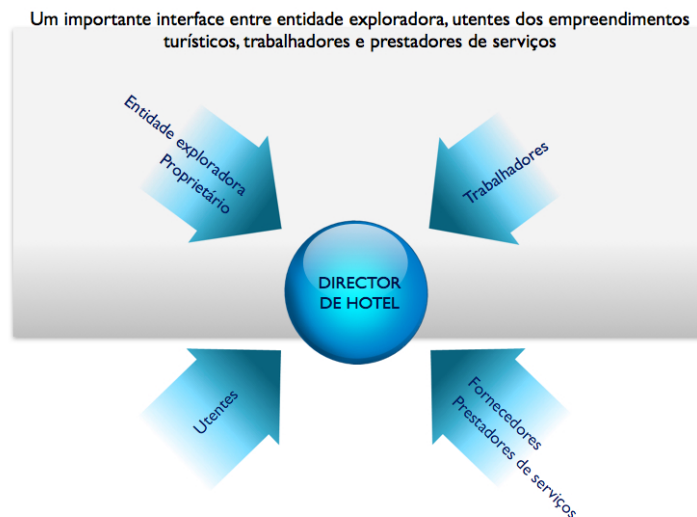 Um importante interface entre entidade exploradora, utentes dos empreendimentos
turísticos, trabalhadores e prestadores de serviços
Entidade exploradora
Proprietário
Trabalhadores
DIRECTOR
DE HOTEL
Utentes
Fornecedores
Prestadores de serviços